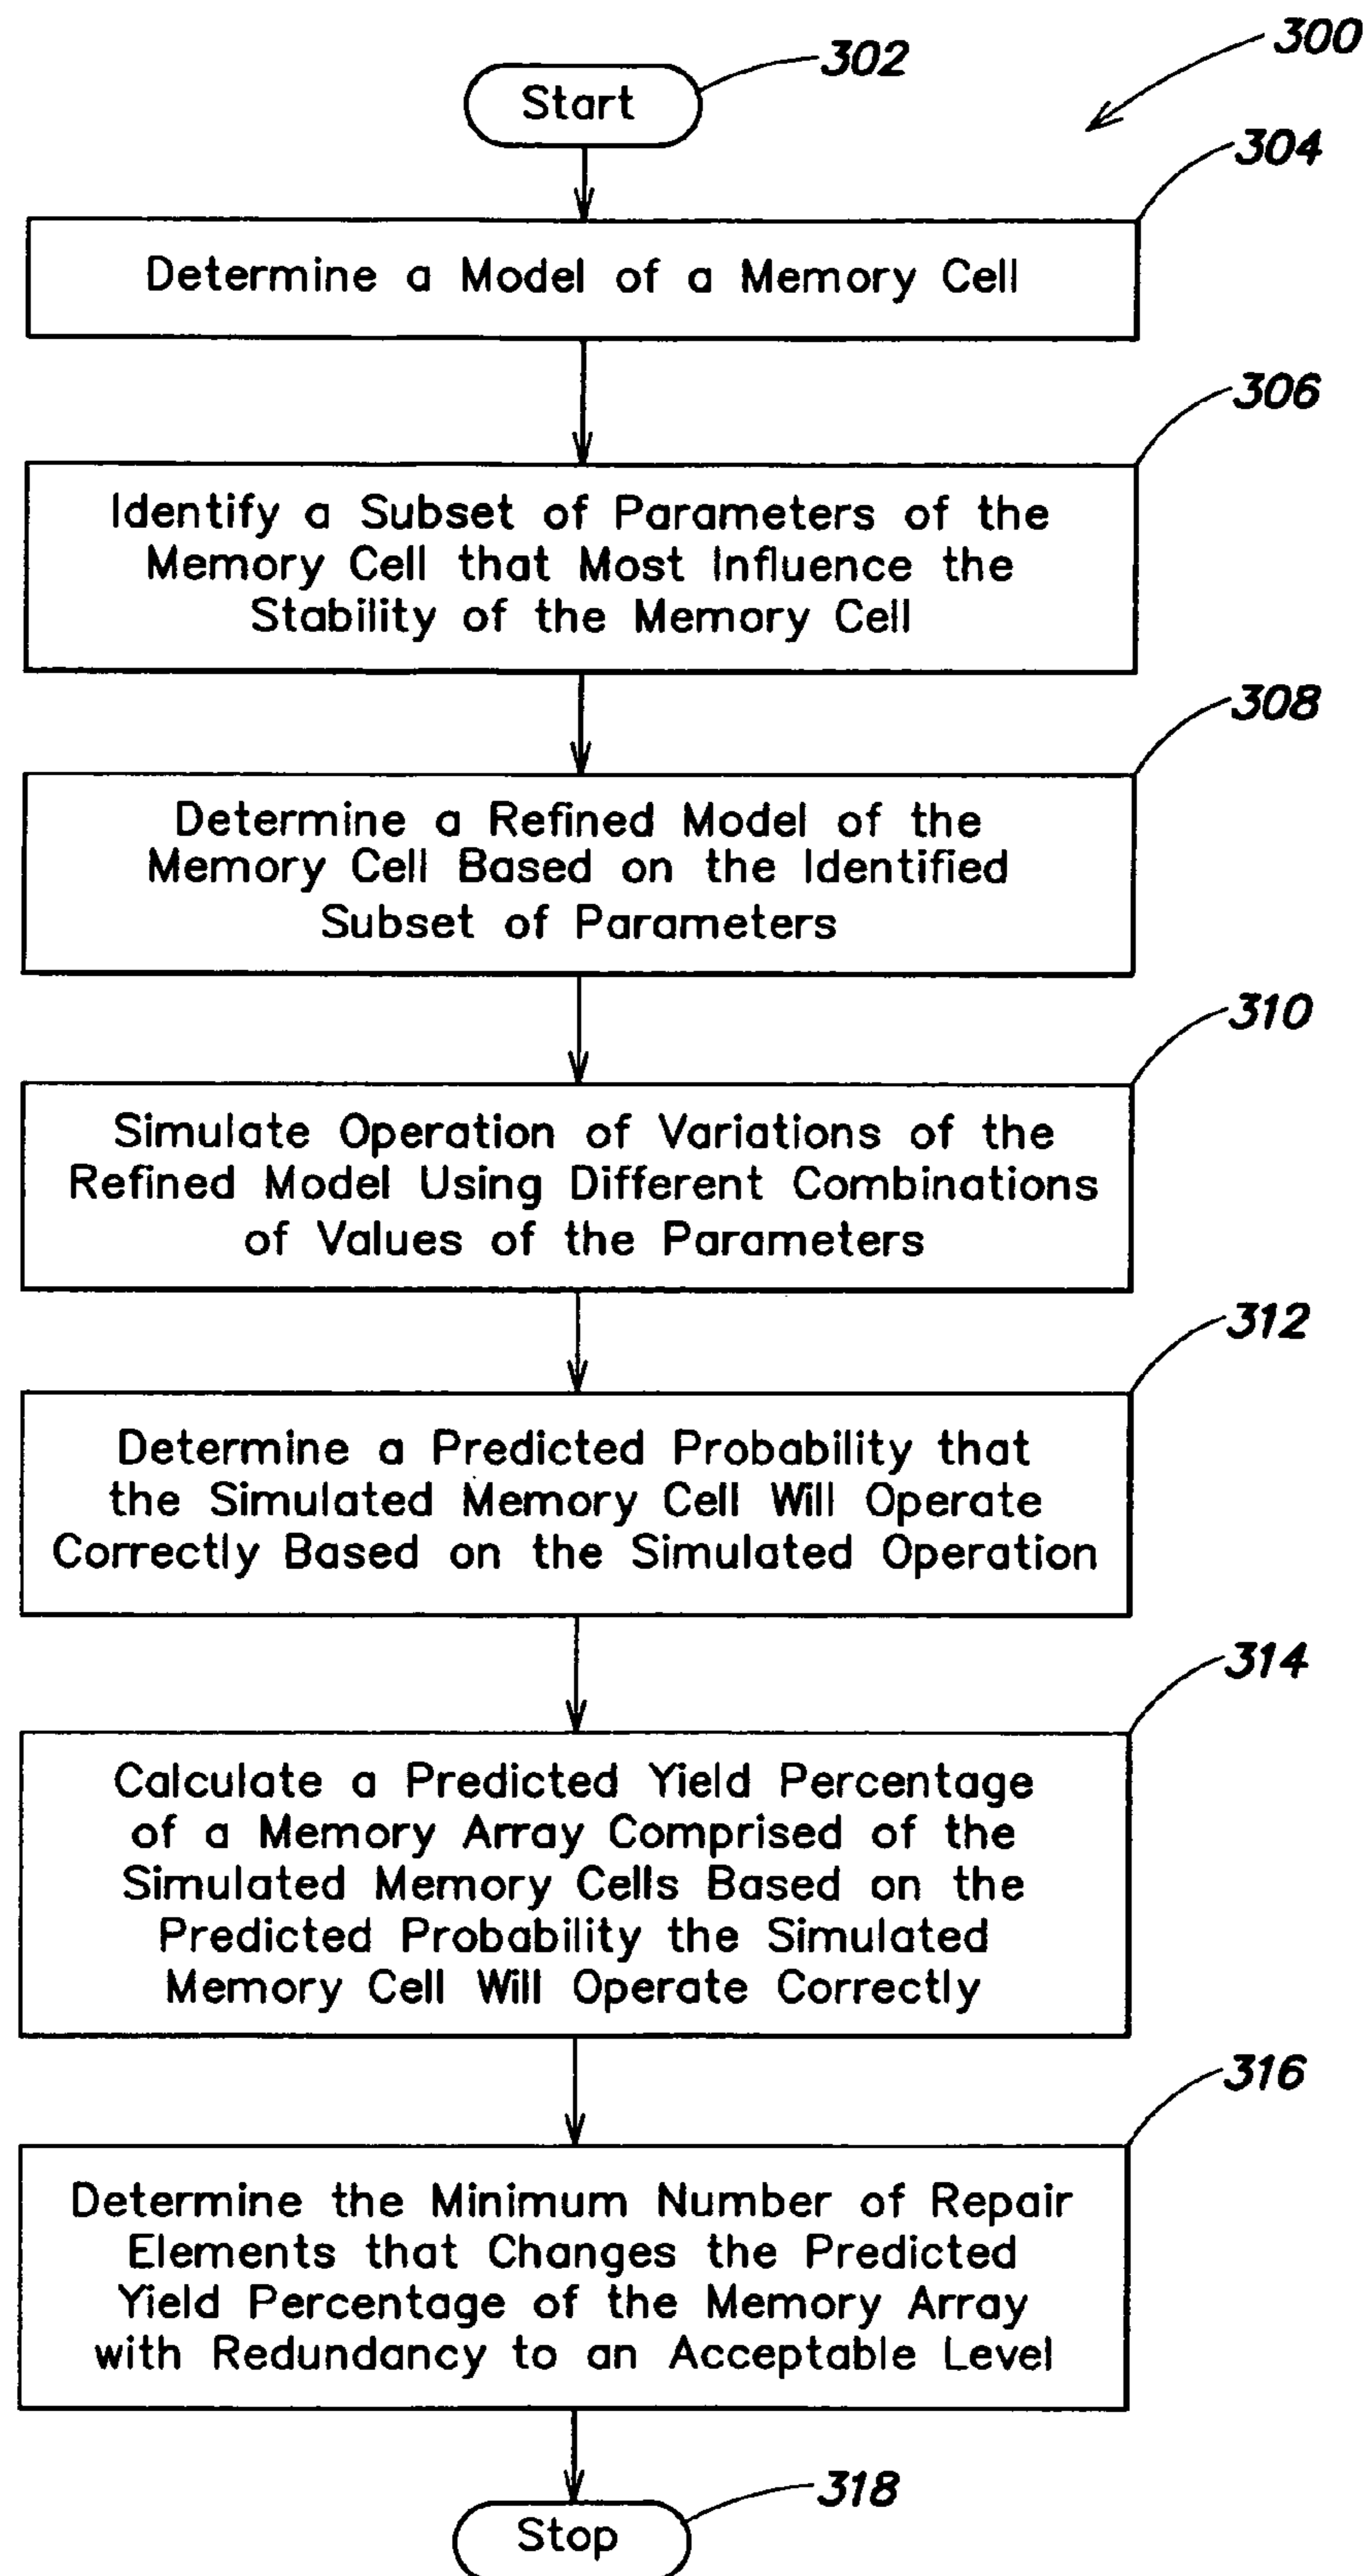 300
302
Start
304
Determine a Model of a Memory Cell
306
Identify a Subset of Parameters of the
Memory Cell that Most Influence the
Stability of the Memory Cell
308
Determine a Refined Model of the
Memory Cell Based on the Identified
Subset of Parameters
310
Simulate Operation of Variations of the
Refined Model Using Different Combinations
of Values of the Parameters
312
Determine a Predicted Probability that
the Simulated Memory Cell Will Operate
Correctly Based on the Simulated Operation
314
Calculate a Predicted Yield Percentage
of a Memory Array Comprised of the
Simulated Memory Cells Based on the
Predicted Probability the Simulated
Memory Cell Will Operate Correctly
316
Determine the Minimum Number of Repair
Elements that Changes the Predicted
Yield Percentage of the Memory Array
with Redundancy to an Acceptable Level
318
Stop